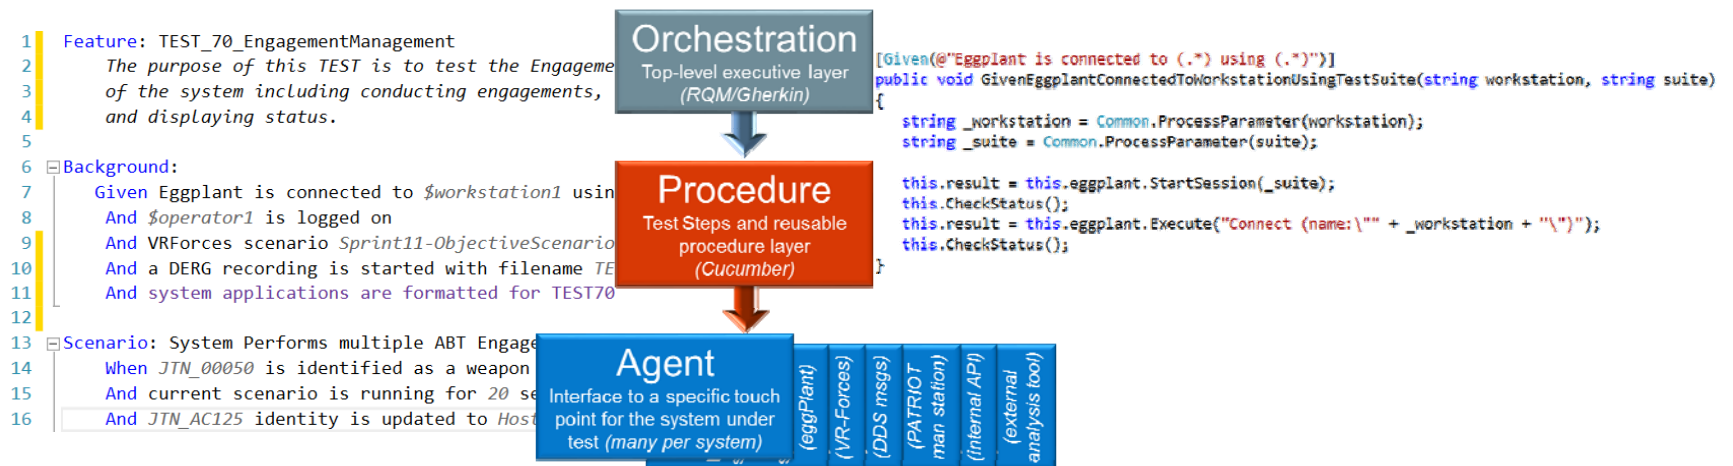 1 Feature: TEST_70_EngagementManagement
2 The purpose of this TEST is to test the Engageme
3 of the system including conducting engagements,
4 and displaying status.
5
6 Background:
7 Given Eggplant is connected to $workstation1 usin
8 And $operator1 is logged on
9 And VRForces scenario Sprint11-ObjectiveScenario
10 And a DERG recording is started with filename TE
11 And system applications are formatted for TEST70
12
13 Scenario: System Performs multiple ABT Engage
14 When JTN_00050 is identified as a weapon
15 And current scenario is running for 20 se
16 And JTN_AC125 identity is updated to Host
Orchestration
Top-level executive layer
(RQM/Gherkin)
Procedure
Test Steps and reusable
procedure layer
(Cucumber)
Agent
Interface to a specific touch
point for the system under
test (many per system)
(eggPlant)
(VR-Forces)
(DDS msgs)
(PATRIOT
man station)
(internal API)
(external
analysis tool)
[Given(@"Eggplant is connected to (.*) using (.*)")]
public void GivenEggplantConnectedToWorkstationUsingTestSuite(string workstation, string suite)
{
string _workstation = Common.ProcessParameter(workstation);
string _suite = Common.ProcessParameter(suite);
this.result = this.eggplant.StartSession(_suite);
this.CheckStatus();
this.result = this.eggplant.Execute("Connect (name:\"" + _workstation + "\")");
this.CheckStatus();
}